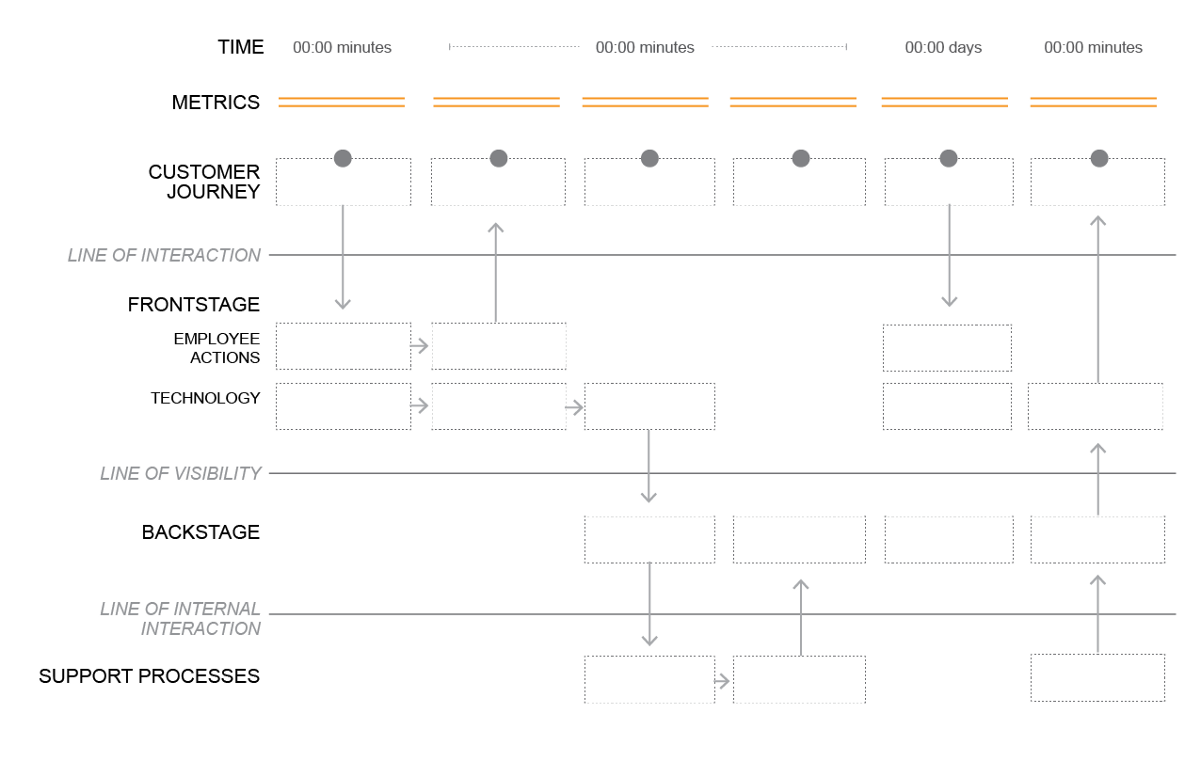 TIME 00:00 minutes 00:00 minutes 00:00 days 00:00 minutes
METRICS
CUSTOMER
JOURNEY
LINE OF INTERACTION
FRONTSTAGE
EMPLOYEE
ACTIONS
TECHNOLOGY
LINE OF VISIBILITY
BACKSTAGE
LINE OF INTERNAL
INTERACTION
SUPPORT PROCESSES